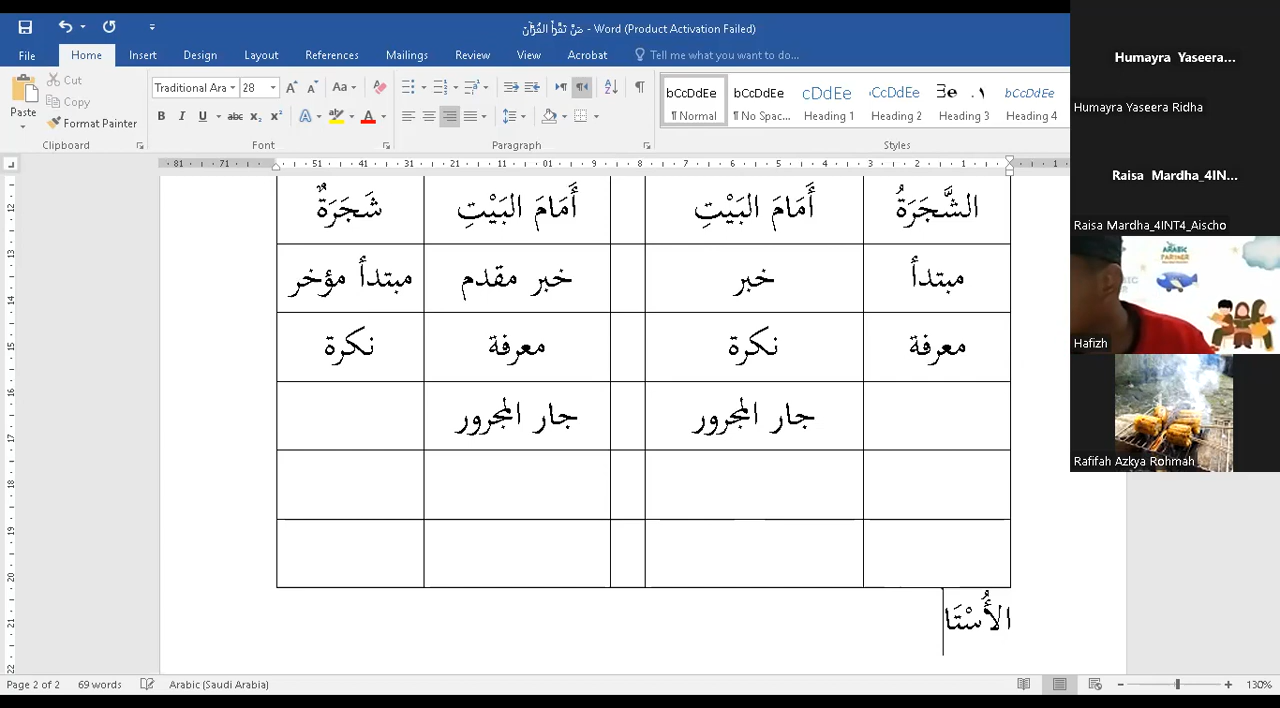 مَنْ تَقْرَأُ القُرْآنَ - Word (Product Activation Failed)
File Home Insert Design Layout References Mailings Review View Acrobat Tell me what you want to do...
Paste
Cut
Copy
Format Painter
Clipboard
Traditional Ara 28
Font
Paragraph
bCcDdEe bCcDdEe cDdEe cCcDdEe
¶ Normal ¶ No Spac... Heading 1 Heading 2 Heading 3 Heading 4
Styles
الشَّجَرَةُ أَمَامَ البَيْتِ أَمَامَ البَيْتِ شَجَرَةٌ
مبتدأ خبر خبر مقدم مبتدأ مؤخر
معرفة نكرة معرفة نكرة
جار المجرور جار المجرور
الأُسْتَا
Page 2 of 2 69 words Arabic (Saudi Arabia) 130%
Humayra Yaseera...
Humayra Yaseera Ridha
Raisa Mardha_4IN...
Raisa Mardha_4INT4_Aischo
ARABIC PARTNER
Hafizh
Rafifah Azkya Rohmah